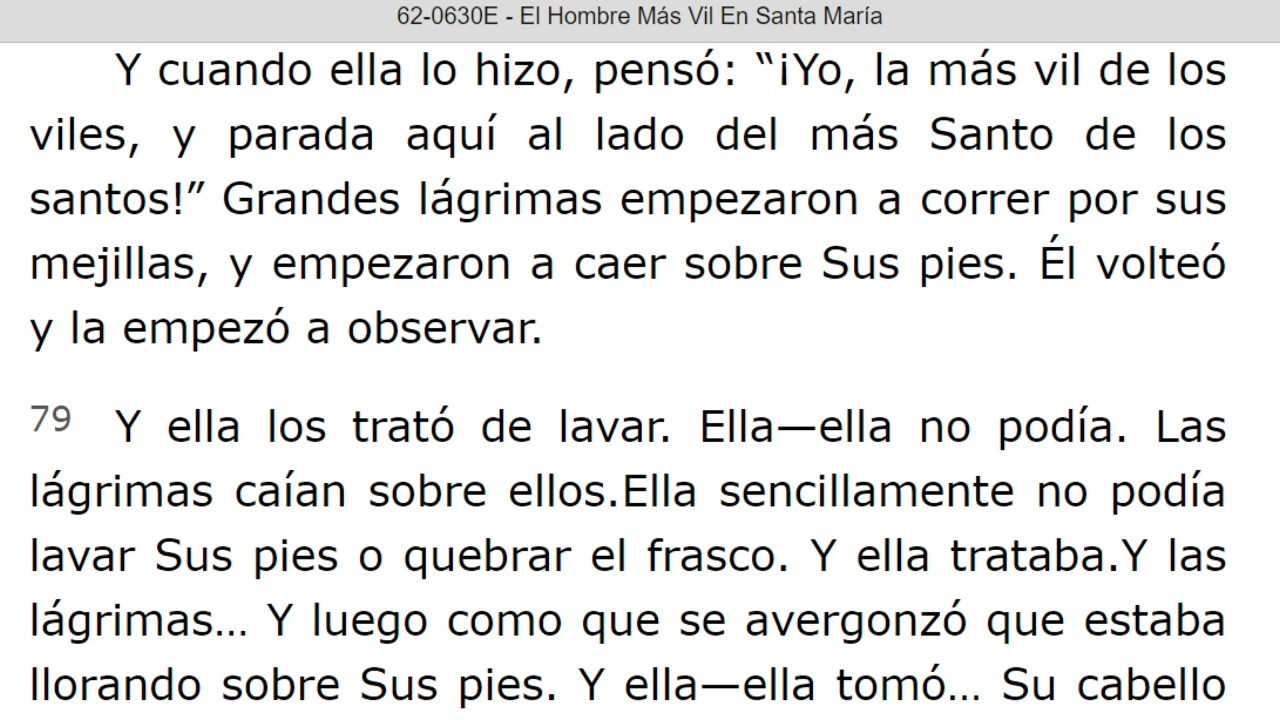 62-0630E - El Hombre Más Vil En Santa María
Y cuando ella lo hizo, pensó: “¡Yo, la más vil de los
viles, y parada aquí al lado del más Santo de los
santos!” Grandes lágrimas empezaron a correr por sus
mejillas, y empezaron a caer sobre Sus pies. Él volteó
y la empezó a observar.
79 Y ella los trató de lavar. Ella—ella no podía. Las
lágrimas caían sobre ellos.Ella sencillamente no podía
lavar Sus pies o quebrar el frasco. Y ella trataba.Y las
lágrimas... Y luego como que se avergonzó que estaba
llorando sobre Sus pies. Y ella—ella tomó... Su cabello